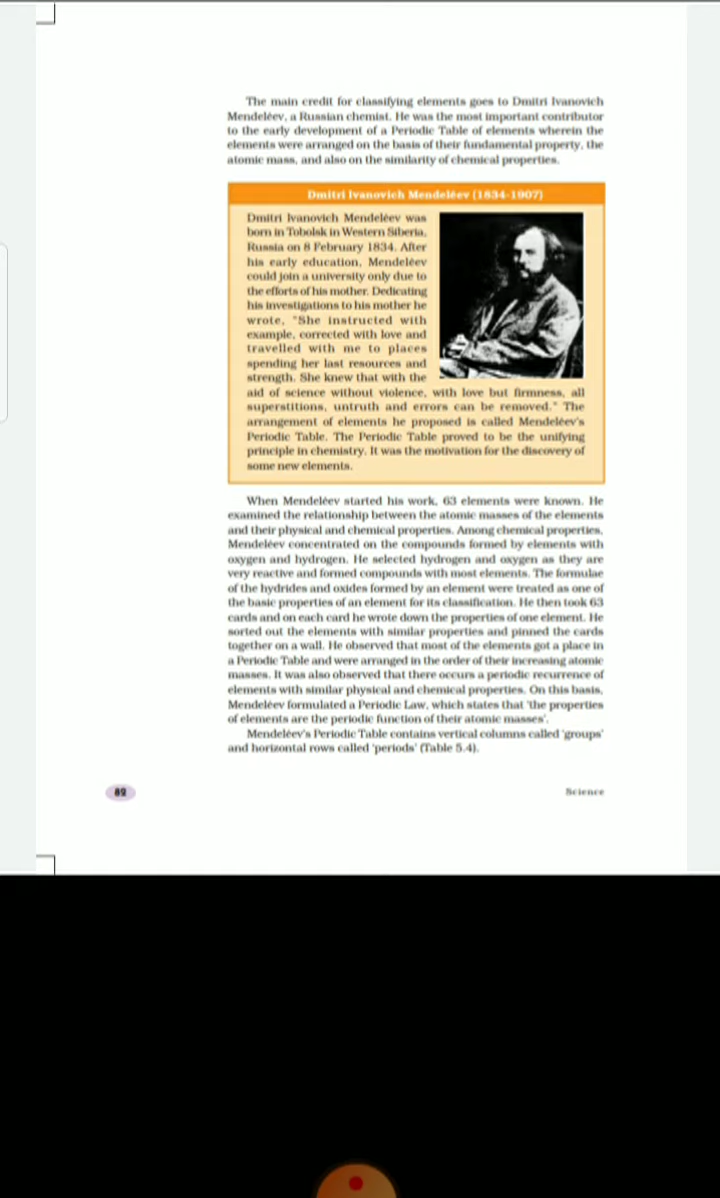 The main credit for classifying elements goes to Dmitri Ivanovich
Mendeléev, a Russian chemist. He was the most important contributor
to the early development of a Periodic Table of elements wherein the
elements were arranged on the basis of their fundamental property, the
atomic mass, and also on the similarity of chemical properties.
Dmitri Ivanovich Mendeléev (1834-1907)
Dmitri Ivanovich Mendeléev was
born in Tobolsk in Western Siberia,
Russia on 8 February 1834. After
his early education, Mendeléev
could join a university only due to
the efforts of his mother. Dedicating
his investigations to his mother he
wrote, "She instructed with
example, corrected with love and
travelled with me to places
spending her last resources and
strength. She knew that with the
aid of science without violence, with love but firmness, all
superstitions, untruth and errors can be removed." The
arrangement of elements he proposed is called Mendeléev's
Periodic Table. The Periodic Table proved to be the unifying
principle in chemistry. It was the motivation for the discovery of
some new elements.
When Mendeléev started his work, 63 elements were known. He
examined the relationship between the atomic masses of the elements
and their physical and chemical properties. Among chemical properties,
Mendeléev concentrated on the compounds formed by elements with
oxygen and hydrogen. He selected hydrogen and oxygen as they are
very reactive and formed compounds with most elements. The formulae
of the hydrides and oxides formed by an element were treated as one of
the basic properties of an element for its classification. He then took 63
cards and on each card he wrote down the properties of one element. He
sorted out the elements with similar properties and pinned the cards
together on a wall. He observed that most of the elements got a place in
a Periodic Table and were arranged in the order of their increasing atomic
masses. It was also observed that there occurs a periodic recurrence of
elements with similar physical and chemical properties. On this basis,
Mendeléev formulated a Periodic Law, which states that 'the properties
of elements are the periodic function of their atomic masses'.
Mendeléev's Periodic Table contains vertical columns called 'groups'
and horizontal rows called 'periods' (Table 5.4).
82
Science